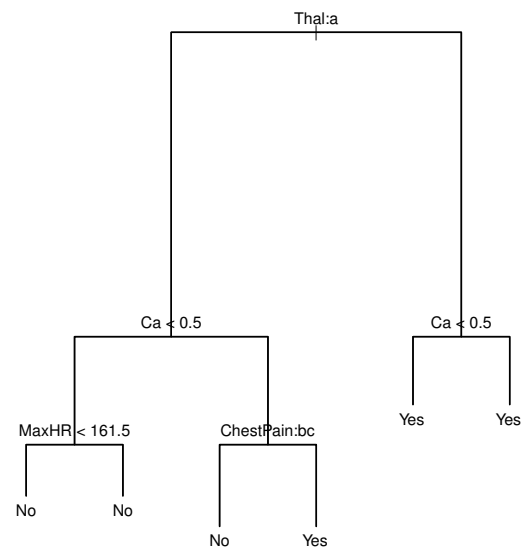 Thal:a
Ca < 0.5
Ca < 0.5
MaxHR < 161.5
ChestPain:bc
Yes
Yes
No
No
No
Yes